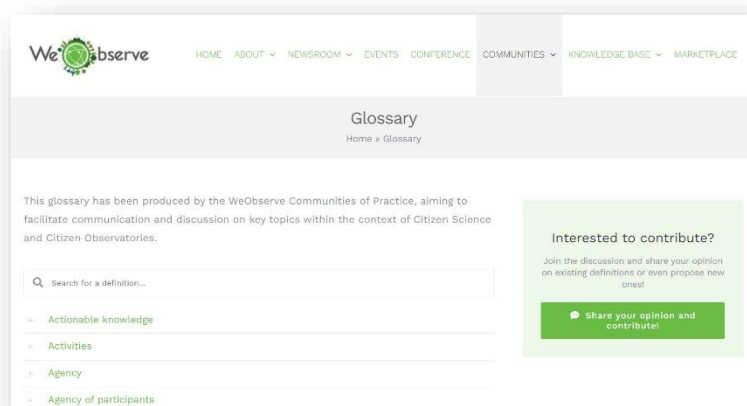 WeObserve
HOME ABOUT NEWSROOM EVENTS CONFERENCE COMMUNITIES KNOWLEDGE BASE MARKETPLACE
Glossary
Home » Glossary
This glossary has been produced by the WeObserve Communities of Practice, aiming to
facilitate communication and discussion on key topics within the context of Citizen Science
and Citizen Observatories.
Search for a definition...
+ Actionable knowledge
+ Activities
+ Agency
+ Agency of participants
Interested to contribute?
Join the discussion and share your opinion
on existing definitions or even propose new
ones!
Share your opinion and
contribute!